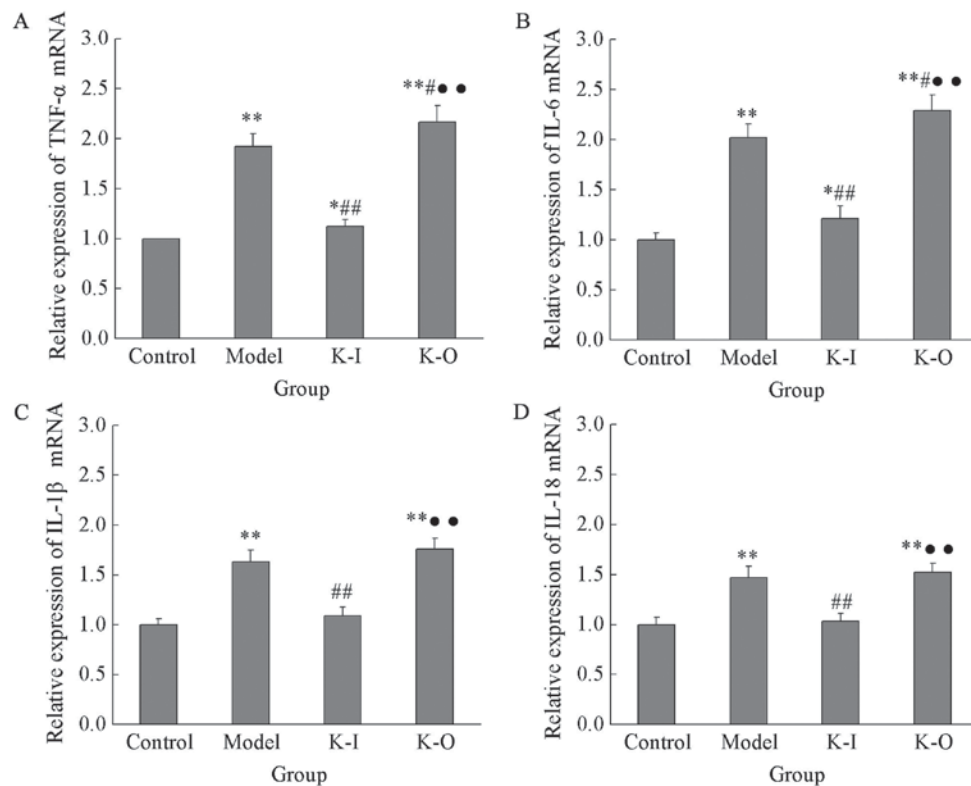 A
Relative expression of TNF-α mRNA
3.0
2.5
2.0
1.5
1.0
0.5
0.0
**
*##
**#●●
Control Model K-I K-O
Group
B
Relative expression of IL-6 mRNA
3.0
2.5
2.0
1.5
1.0
0.5
0.0
**
*##
**#●●
Control Model K-I K-O
Group
C
Relative expression of IL-1β mRNA
3.0
2.5
2.0
1.5
1.0
0.5
0.0
**
##
**●●
Control Model K-I K-O
Group
D
Relative expression of IL-18 mRNA
3.0
2.5
2.0
1.5
1.0
0.5
0.0
**
##
**●●
Control Model K-I K-O
Group